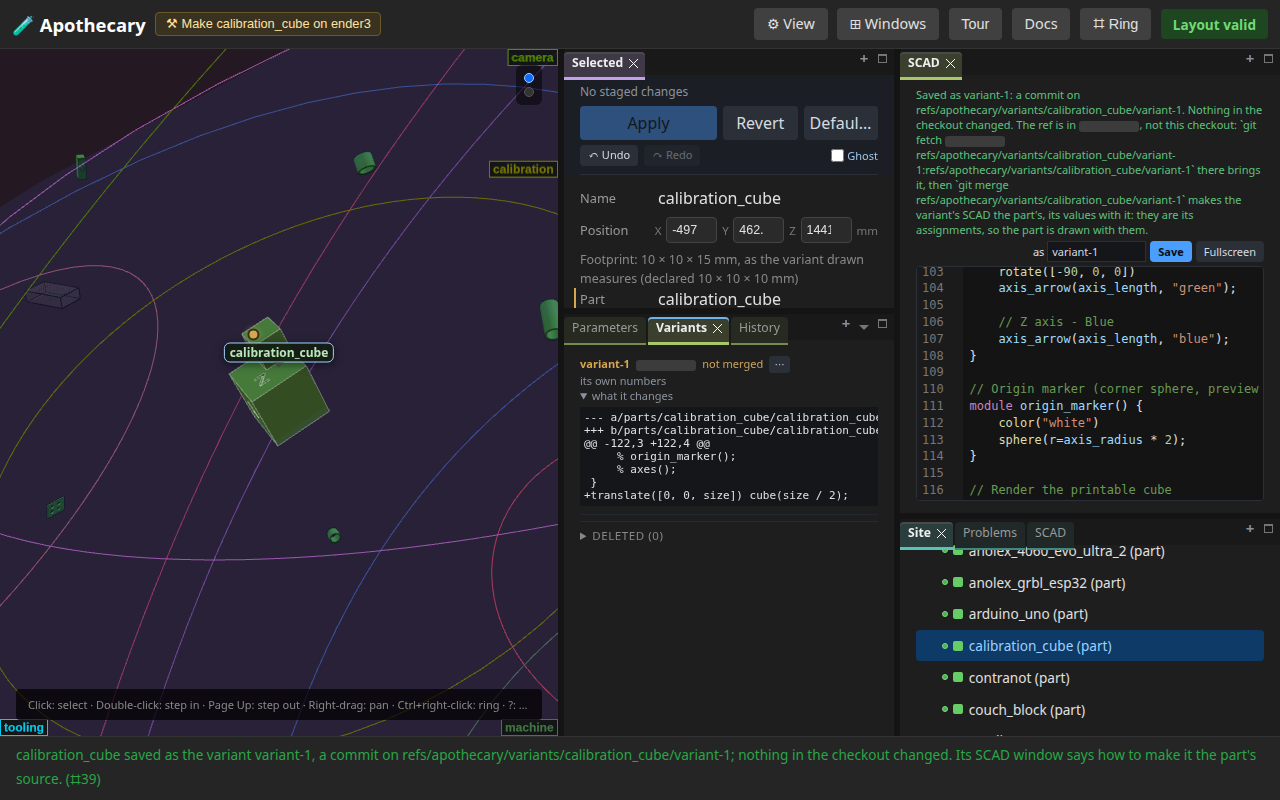 🧪 Apothecary
⚒ Make calibration_cube on ender3
⚙ View
⊞ Windows
Tour
Docs
⌗ Ring
Layout valid
camera
calibration
calibration_cube
Click: select · Double-click: step in · Page Up: step out · Right-drag: pan · Ctrl+right-click: ring · ?: ...
tooling
machine
Selected
No staged changes
Apply
Revert
Defaul...
↶ Undo
↷ Redo
Ghost
Name calibration_cube
Position X -497 Y 462. Z 1441 mm
Footprint: 10 × 10 × 15 mm, as the variant drawn
measures (declared 10 × 10 × 10 mm)
Part calibration_cube
Parameters
Variants
History
variant-1 not merged ...
its own numbers
▼ what it changes
--- a/parts/calibration_cube/calibration_cube
+++ b/parts/calibration_cube/calibration_cube
@@ -122,3 +122,4 @@
% origin_marker();
% axes();
}
+translate([0, 0, size]) cube(size / 2);
▶ DELETED (0)
SCAD
Saved as variant-1: a commit on
refs/apothecary/variants/calibration_cube/variant-1. Nothing in the
checkout changed. The ref is in , not this checkout: `git
fetch
refs/apothecary/variants/calibration_cube/variant-
1:refs/apothecary/variants/calibration_cube/variant-1` there brings
it, then `git merge
refs/apothecary/variants/calibration_cube/variant-1` makes the
variant's SCAD the part's, its values with it: they are its
assignments, so the part is drawn with them.
as variant-1 Save Fullscreen
103 rotate([-90, 0, 0])
104 axis_arrow(axis_length, "green");
105
106 // Z axis - Blue
107 axis_arrow(axis_length, "blue");
108 }
109
110 // Origin marker (corner sphere, preview
111 module origin_marker() {
112 color("white")
113 sphere(r=axis_radius * 2);
114 }
115
116 // Render the printable cube
Site
Problems
SCAD
anolex_4060_evo_ultra_2 (part)
anolex_grbl_esp32 (part)
arduino_uno (part)
calibration_cube (part)
contranot (part)
couch_block (part)
calibration_cube saved as the variant variant-1, a commit on refs/apothecary/variants/calibration_cube/variant-1; nothing in the checkout changed. Its SCAD window says how to make it the part's
source. (⌗39)